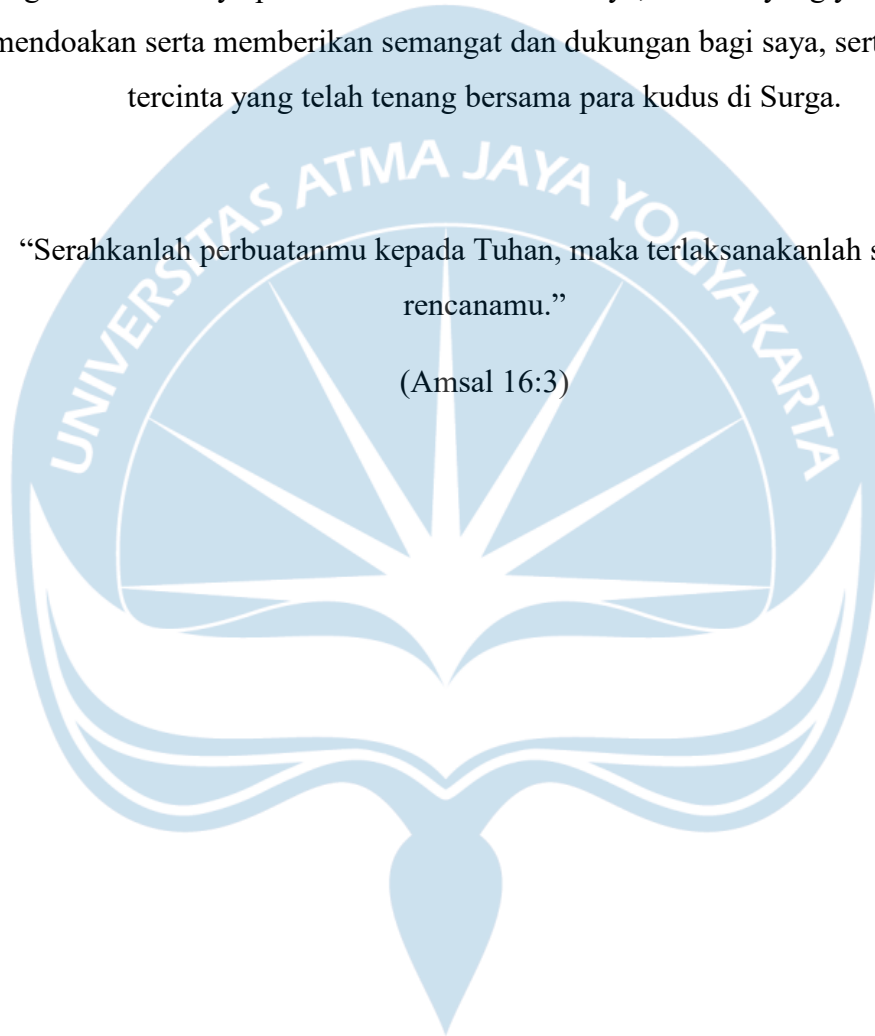 mendoakan serta memberikan semangat dan dukungan bagi saya,
tercinta yang telah tenang bersama para kudus di Surga.
UNIVERSITAS ATMA JAYA YOGYAKARTA
“Serahkanlah perbuatanmu kepada Tuhan, maka terlaksanakanlah
rencanamu.”
(Amsal 16:3)